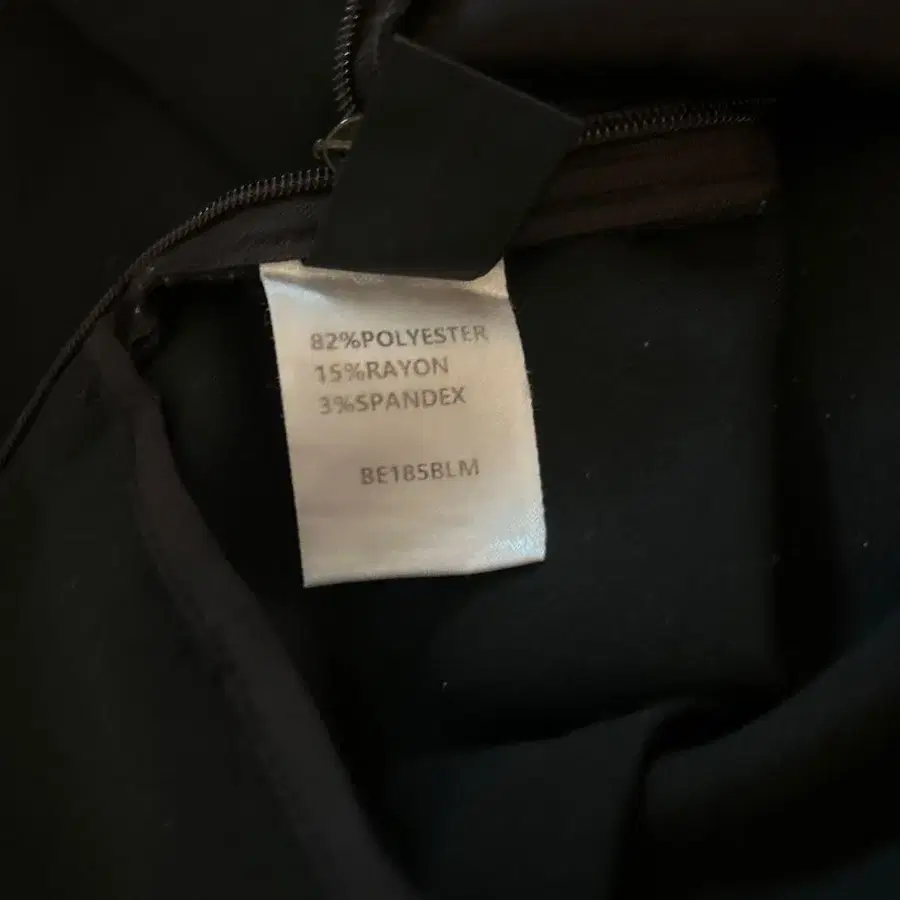 82%POLYESTER
15%RAYON
3%SPANDEX
BE185BLM